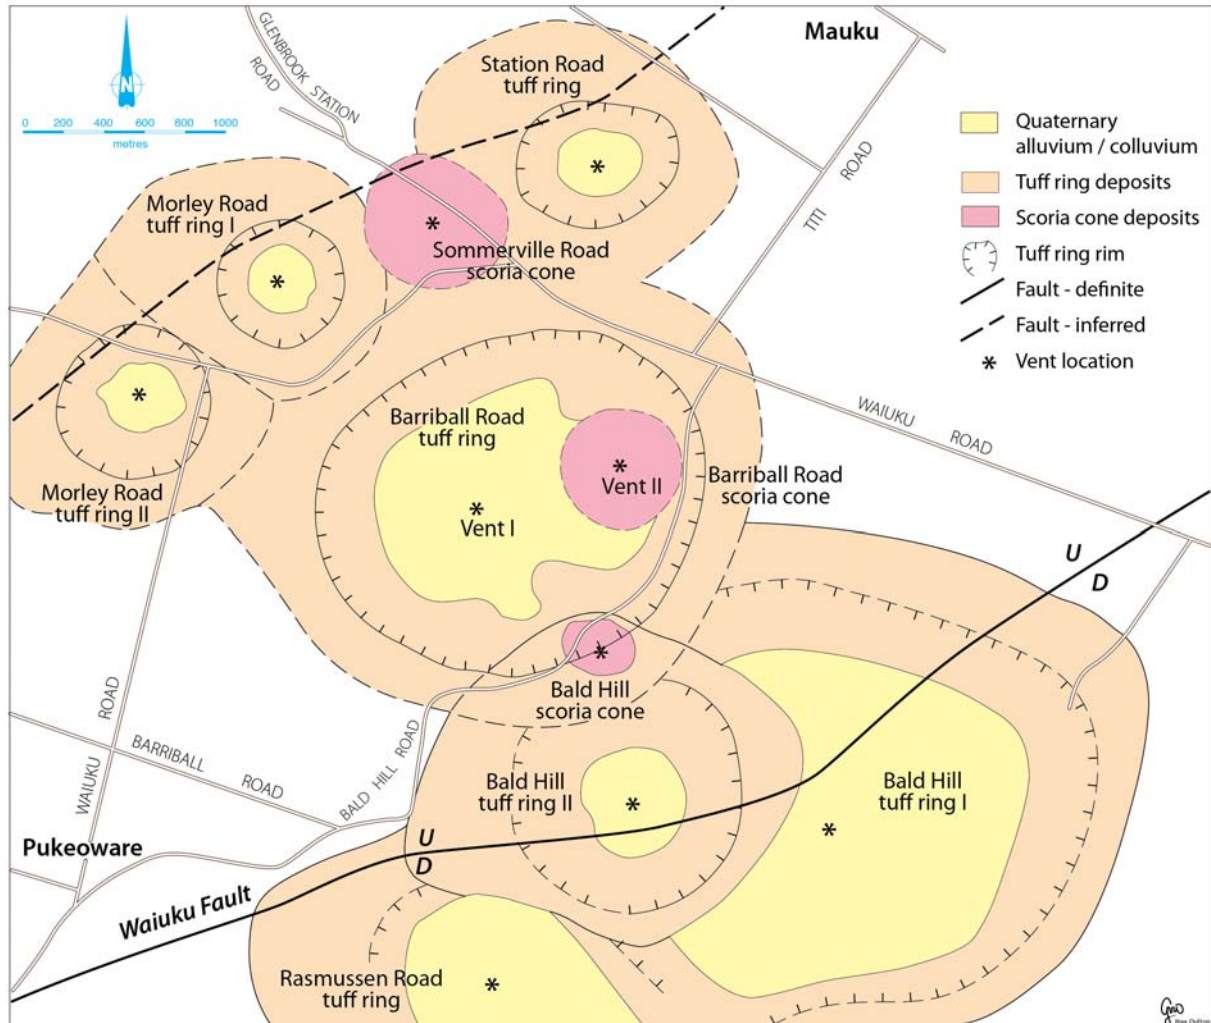 GLENBROOK STATION
ROAD
Mauku
Station Road
tuff ring
N
0 200 400 600 800 1000
metres
Quaternary
alluvium / colluvium
Tuff ring deposits
Scoria cone deposits
Tuff ring rim
Fault - definite
Fault - inferred
Vent location
TITI ROAD
Morley Road
tuff ring I
Sommerville Road
scoria cone
WAIUKU ROAD
Barriball Road
tuff ring
Barriball Road
scoria cone
Vent II
Vent I
Morley Road
tuff ring II
U
D
Bald Hill
scoria cone
WAIUKU ROAD
BARRIBALL ROAD
BALD HILL ROAD
Bald Hill
tuff ring II
Bald Hill
tuff ring I
Pukeoware
U
D
Waiuku Fault
Rasmussen Road
tuff ring